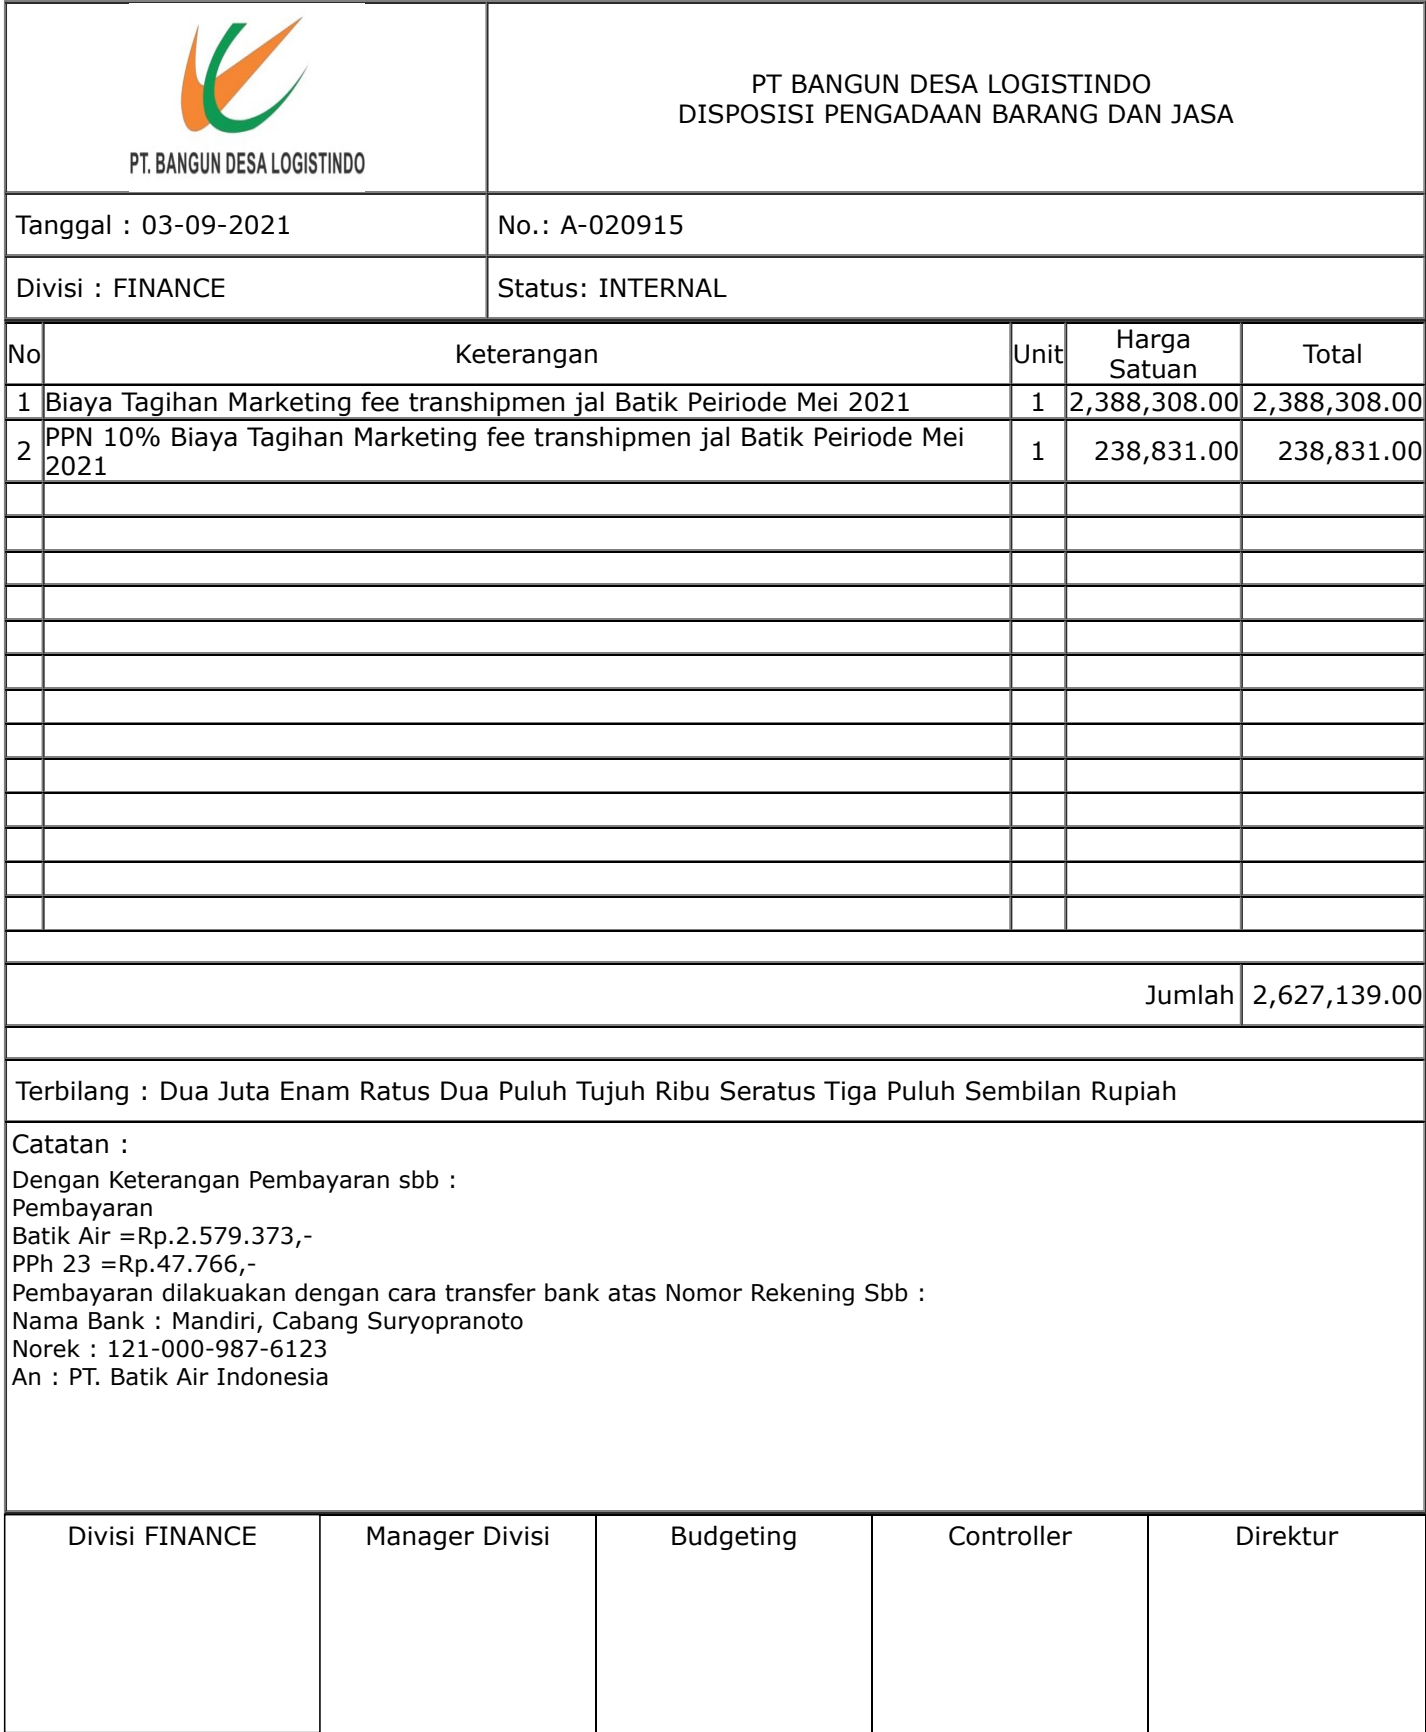 PT. BANGUN DESA LOGISTINDO
PT BANGUN DESA LOGISTINDO
DISPOSISI PENGADAAN BARANG DAN JASA
Tanggal : 03-09-2021 No.: A-020915
Divisi : FINANCE Status: INTERNAL
No Keterangan Unit Harga Satuan Total
1 Biaya Tagihan Marketing fee transhipmen jal Batik Peiriode Mei 2021 1 2,388,308.00 2,388,308.00
2 PPN 10% Biaya Tagihan Marketing fee transhipmen jal Batik Peiriode Mei
2021 1 238,831.00 238,831.00
Jumlah 2,627,139.00
Terbilang : Dua Juta Enam Ratus Dua Puluh Tujuh Ribu Seratus Tiga Puluh Sembilan Rupiah
Catatan :
Dengan Keterangan Pembayaran sbb :
Pembayaran
Batik Air =Rp.2.579.373,-
PPh 23 =Rp.47.766,-
Pembayaran dilakuakan dengan cara transfer bank atas Nomor Rekening Sbb :
Nama Bank : Mandiri, Cabang Suryopranoto
Norek : 121-000-987-6123
An : PT. Batik Air Indonesia
Divisi FINANCE Manager Divisi Budgeting Controller Direktur